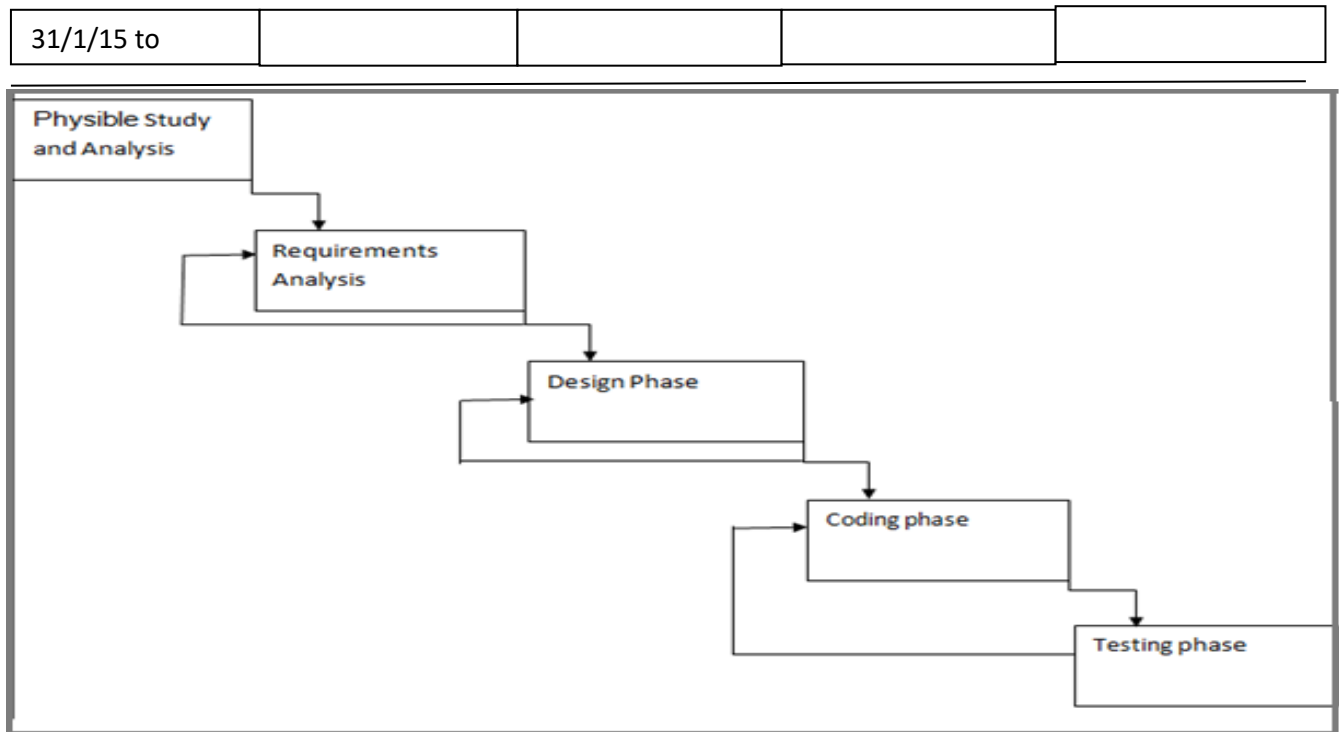 31/1/15 to
Physible Study
and Analysis
Requirements
Analysis
Design Phase
Coding phase
Testing phase